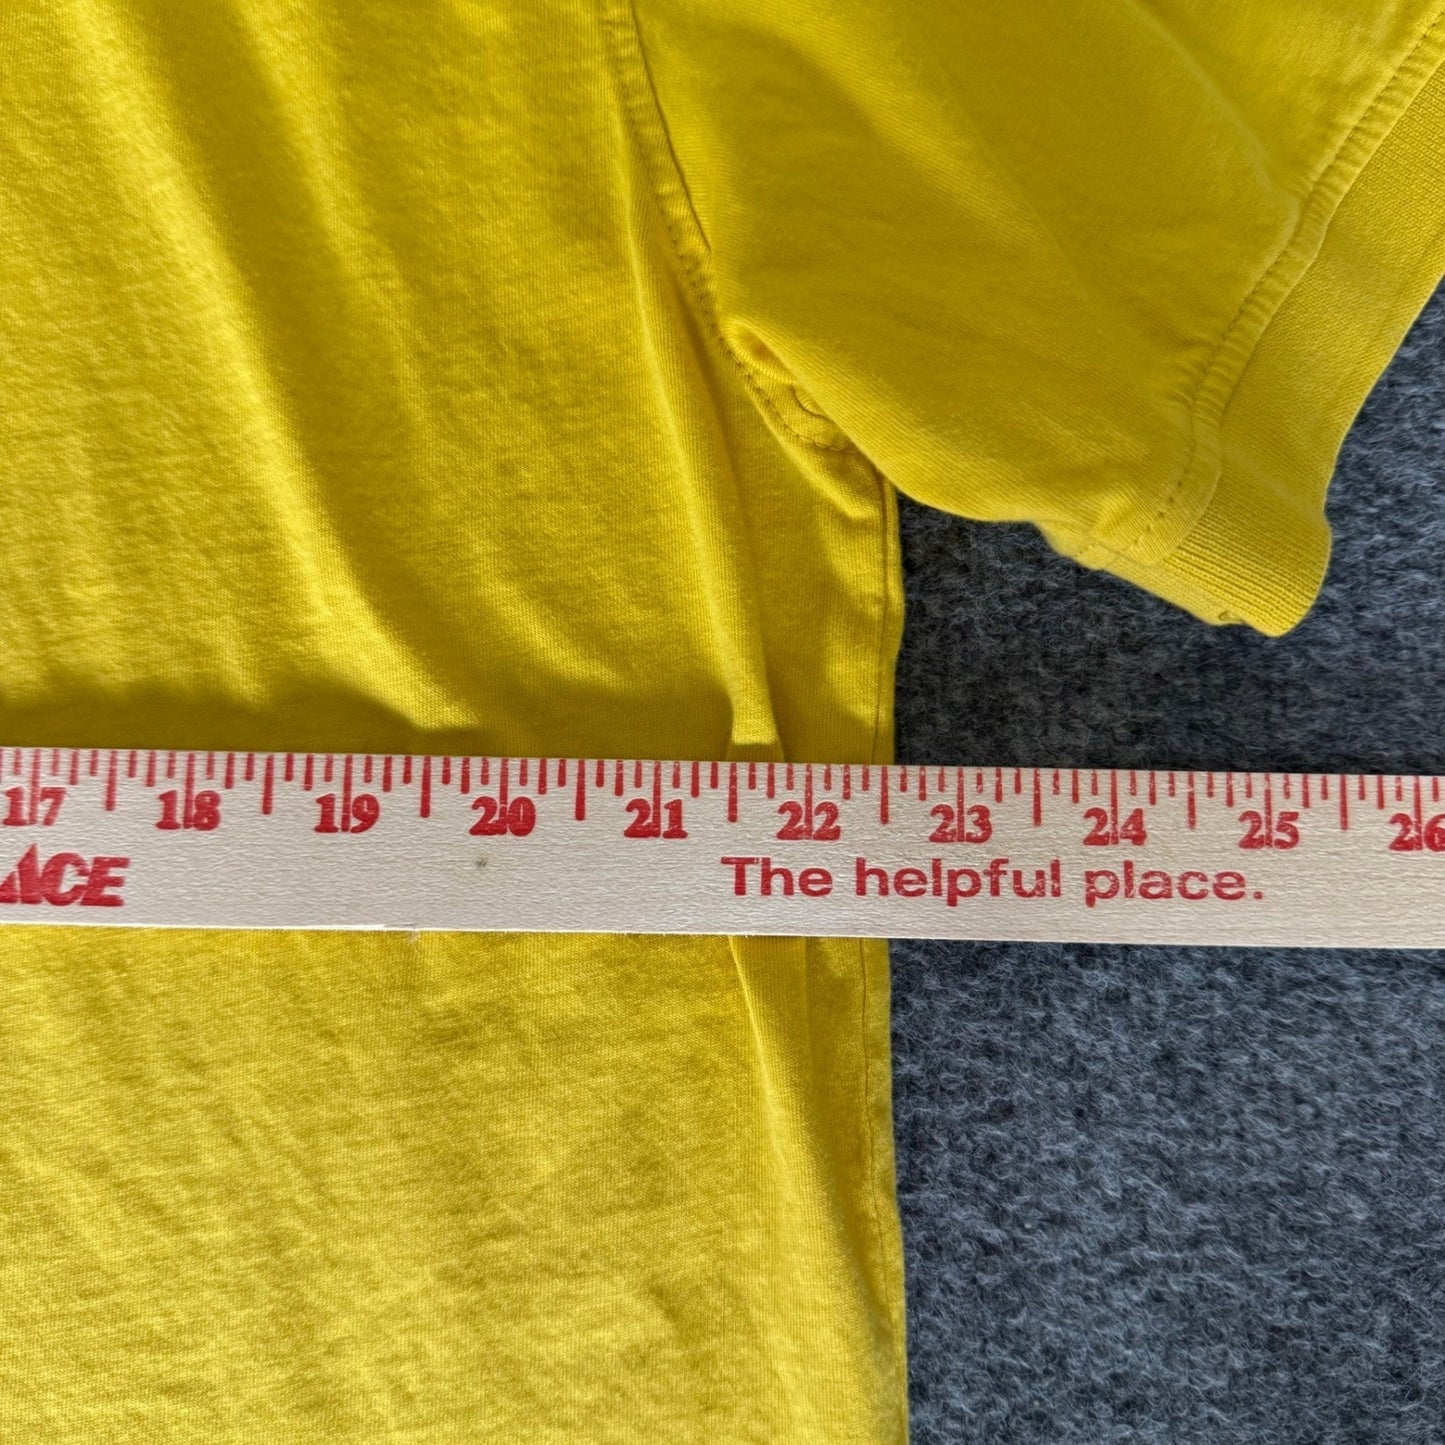 17 18 19 20 21 22 23 24 25 26
ACE The helpful place.